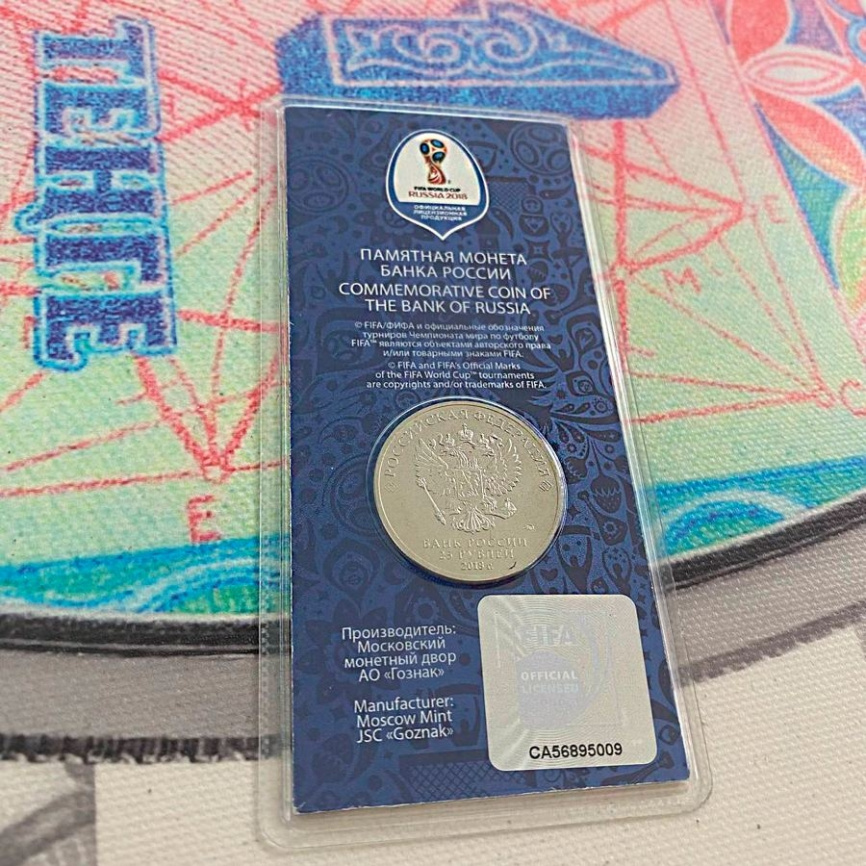 ТЕҢГЕ
FIFA WORLD CUP
RUSSIA 2018
ОФИЦИАЛЬНАЯ
ЛИЦЕНЗИОННАЯ
ПРОДУКЦИЯ
ПАМЯТНАЯ МОНЕТА
БАНКА РОССИИ
COMMEMORATIVE COIN OF
THE BANK OF RUSSIA
© FIFA/ФИФА и официальные обозначения
турниров Чемпионата мира по футболу
FIFA™ являются объектами авторского права
и/или товарными знаками FIFA.
© FIFA and FIFA's Official Marks
of the FIFA World Cup™ tournaments
are copyrights and/or trademarks of FIFA.
РОССИЙСКАЯ ФЕДЕРАЦИЯ
БАНК РОССИИ
25 РУБЛЕЙ
2018 г.
Производитель:
Московский
монетный двор
АО «Гознак»
Manufacturer:
Moscow Mint
JSC «Goznak»
FIFA
OFFICIAL
LICENSED
CA56895009
M
E